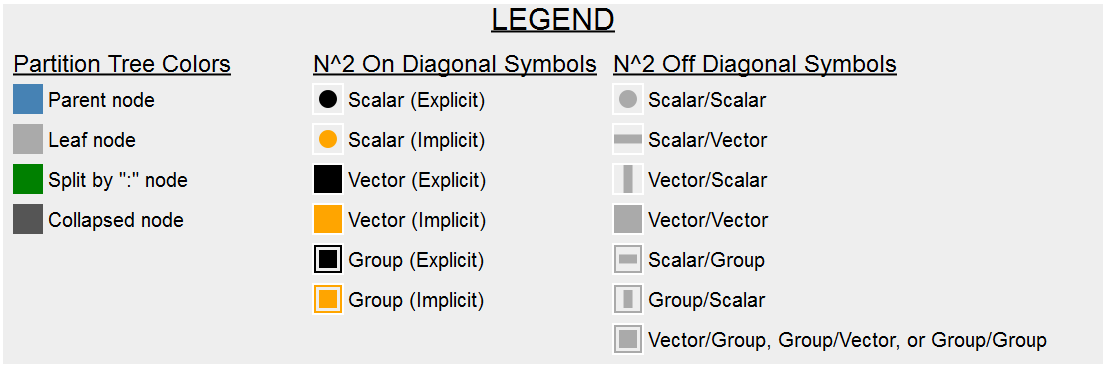 LEGEND
Partition Tree Colors
Parent node
Leaf node
Split by ":" node
Collapsed node
N^2 On Diagonal Symbols
Scalar (Explicit)
Scalar (Implicit)
Vector (Explicit)
Vector (Implicit)
Group (Explicit)
Group (Implicit)
N^2 Off Diagonal Symbols
Scalar/Scalar
Scalar/Vector
Vector/Scalar
Vector/Vector
Scalar/Group
Group/Scalar
Vector/Group, Group/Vector, or Group/Group